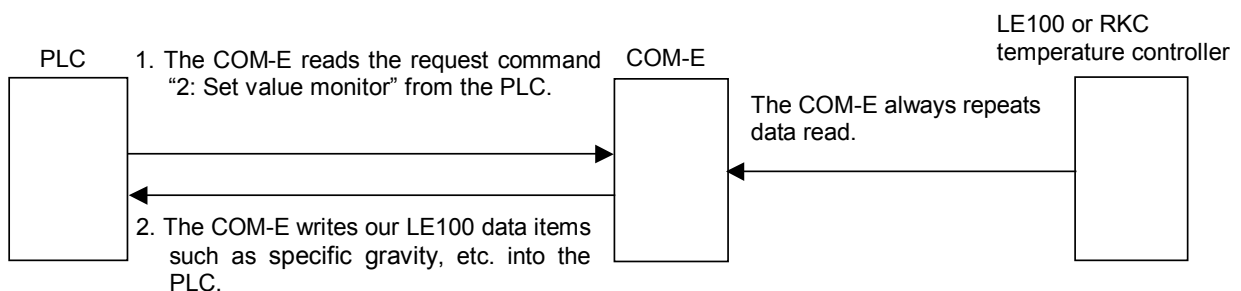 LE100 or RKC
temperature controller
PLC
1. The COM-E reads the request command
“2: Set value monitor” from the PLC.
COM-E
The COM-E always repeats
data read.
2. The COM-E writes our LE100 data items
such as specific gravity, etc. into the
PLC.